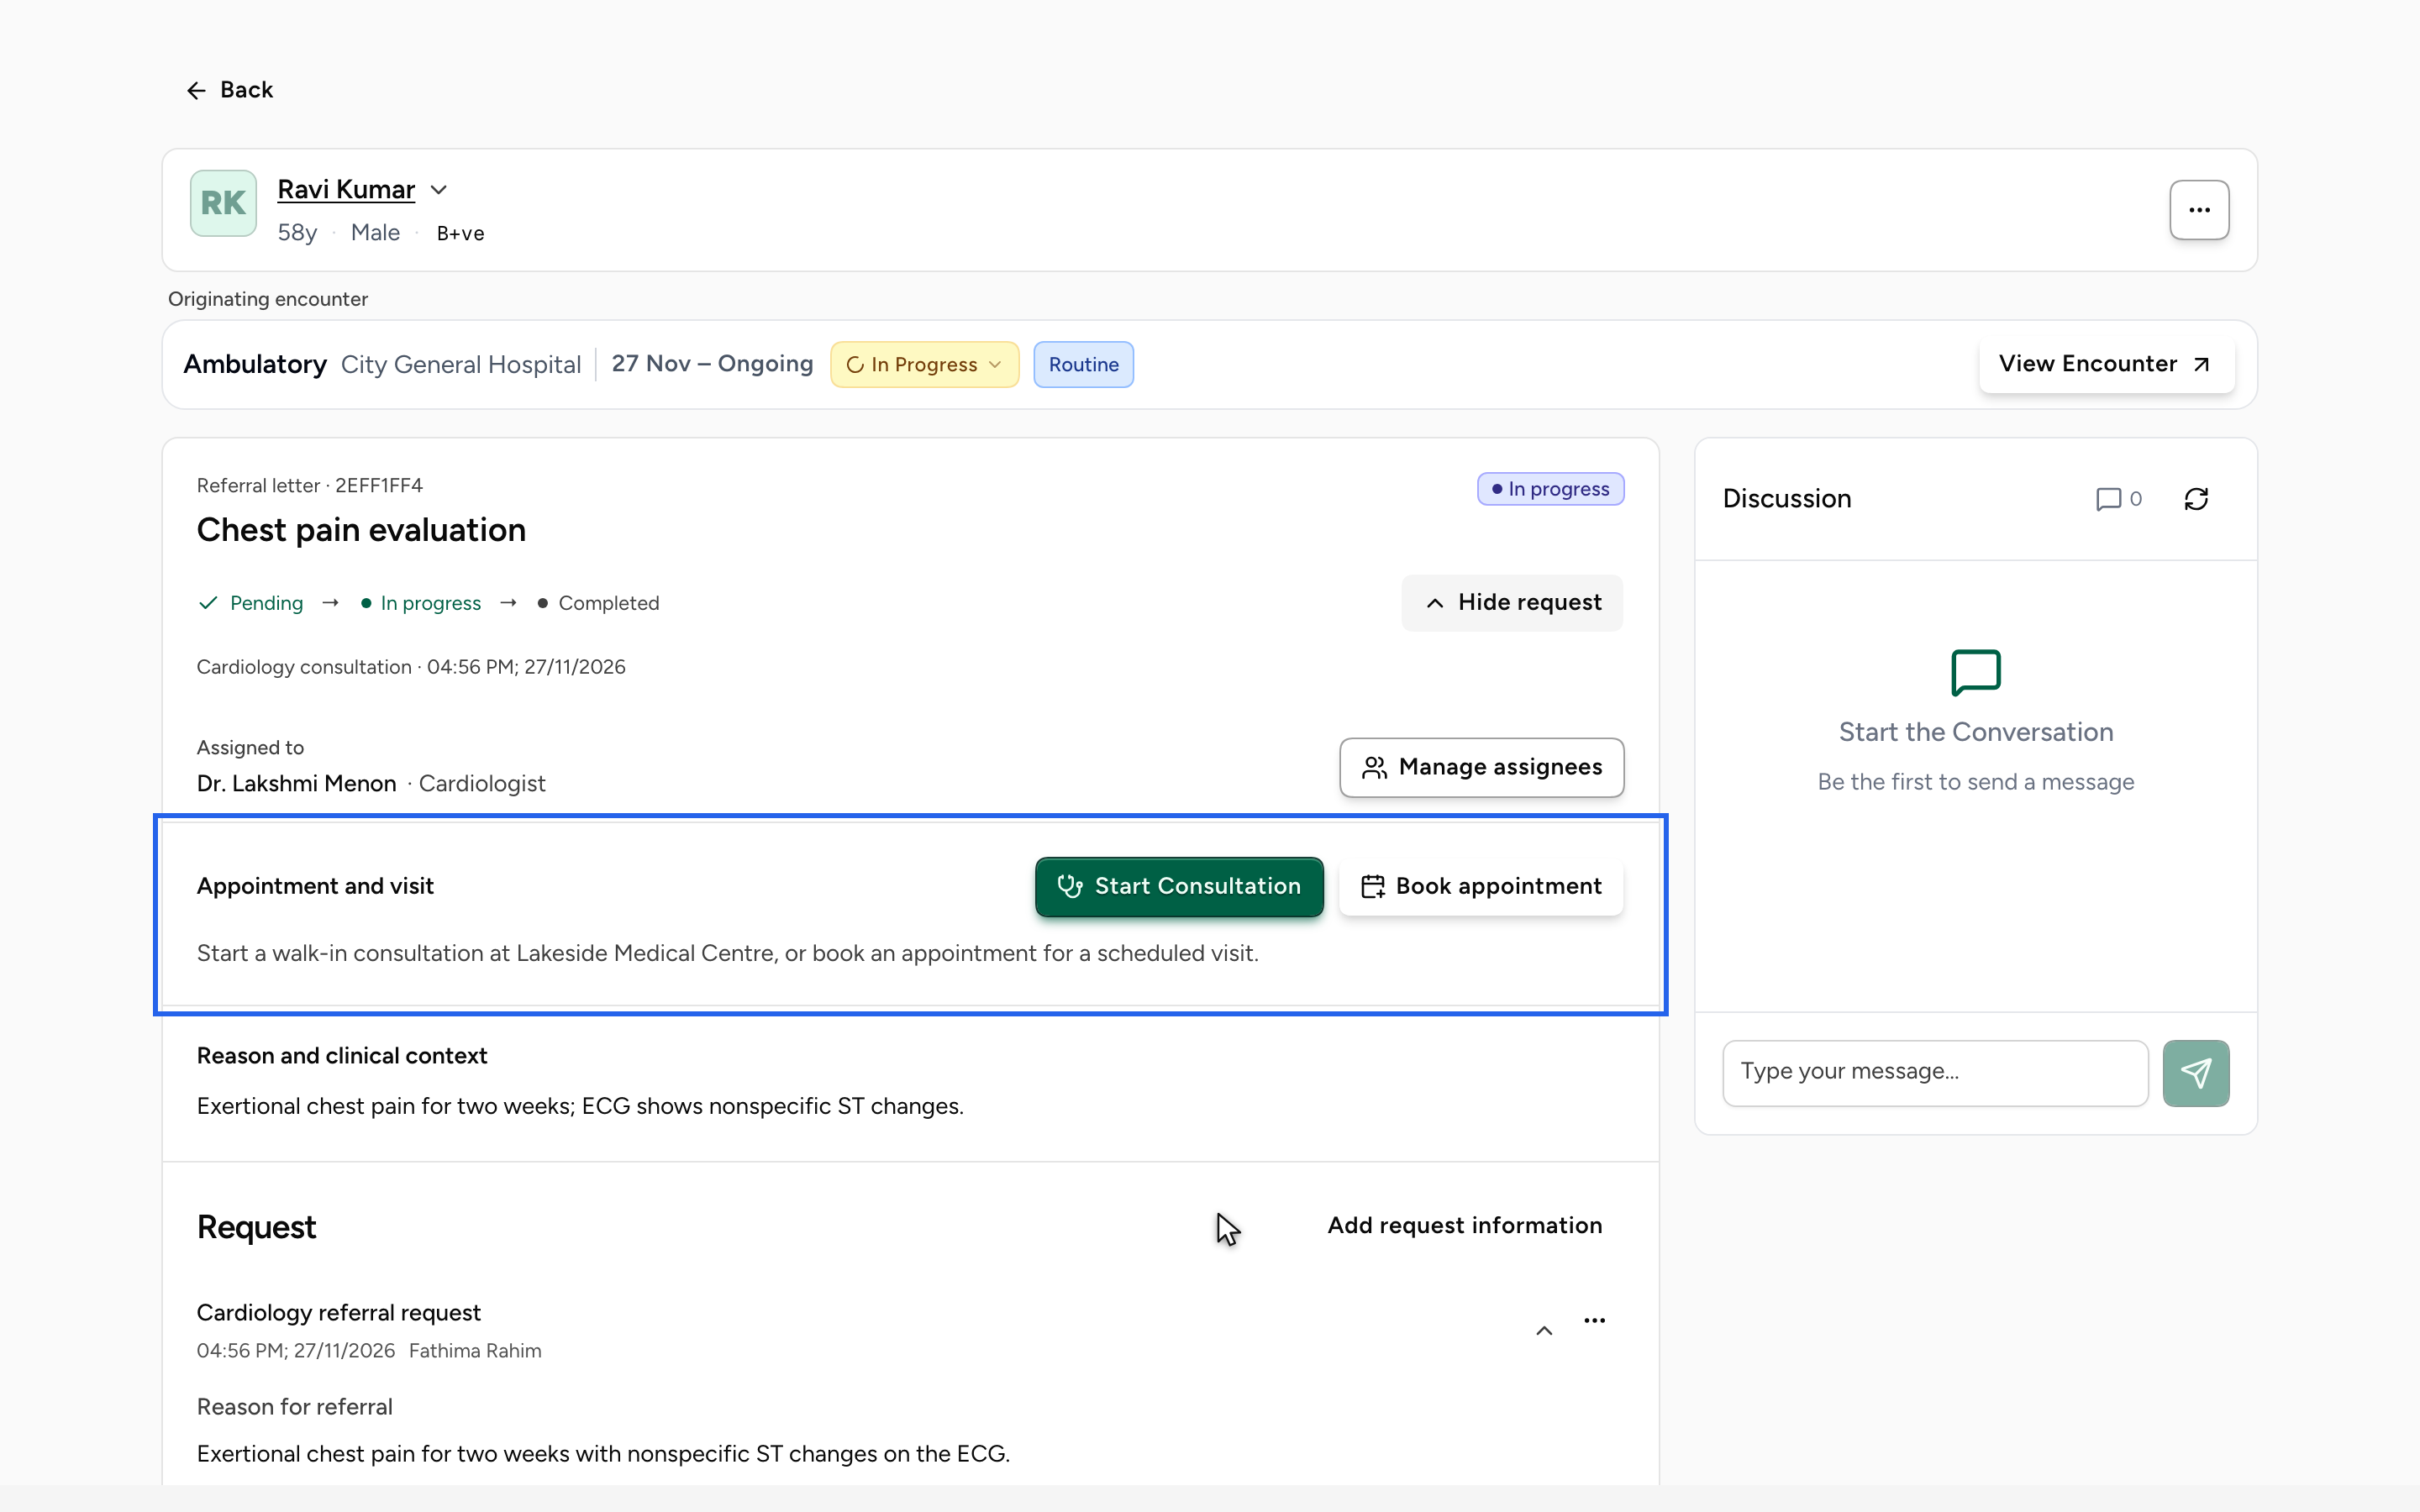 Back
RK
Ravi Kumar
58y · Male · B+ve
Originating encounter
Ambulatory City General Hospital 27 Nov – Ongoing In Progress Routine View Encounter
Referral letter · 2EFF1FF4
In progress
Chest pain evaluation
Pending → In progress → Completed
Hide request
Cardiology consultation · 04:56 PM; 27/11/2026
Assigned to
Dr. Lakshmi Menon · Cardiologist
Manage assignees
Appointment and visit
Start Consultation
Book appointment
Start a walk-in consultation at Lakeside Medical Centre, or book an appointment for a scheduled visit.
Reason and clinical context
Exertional chest pain for two weeks; ECG shows nonspecific ST changes.
Request
Add request information
Cardiology referral request
04:56 PM; 27/11/2026 Fathima Rahim
Reason for referral
Exertional chest pain for two weeks with nonspecific ST changes on the ECG.
Discussion
0
Start the Conversation
Be the first to send a message
Type your message...